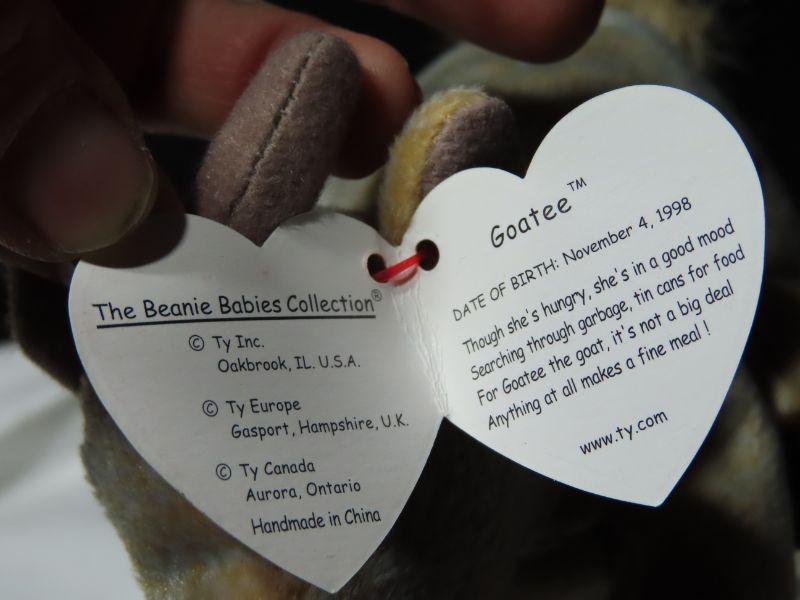 The Beanie Babies Collection®
© Ty Inc.
Oakbrook, IL. U.S.A.
© Ty Europe
Gasport, Hampshire, U.K.
© Ty Canada
Aurora, Ontario
Handmade in China
Goatee™
DATE OF BIRTH: November 4, 1998
Though she's hungry, she's in a good mood
Searching through garbage, tin cans for food
For Goatee the goat, it's not a big deal
Anything at all makes a fine meal !
www.ty.com